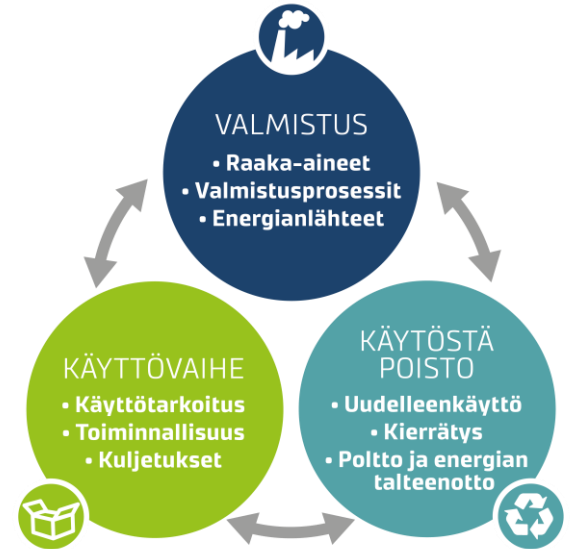 VALMISTUS
• Raaka-aineet
• Valmistusprosessit
• Energianlähteet
KÄYTTÖVAIHE
• Käyttötarkoitus
• Toiminnallisuus
• Kuljetukset
KÄYTÖSTÄ
POISTO
• Uudelleenkäyttö
• Kierrätys
• Poltto ja energian
talteenotto